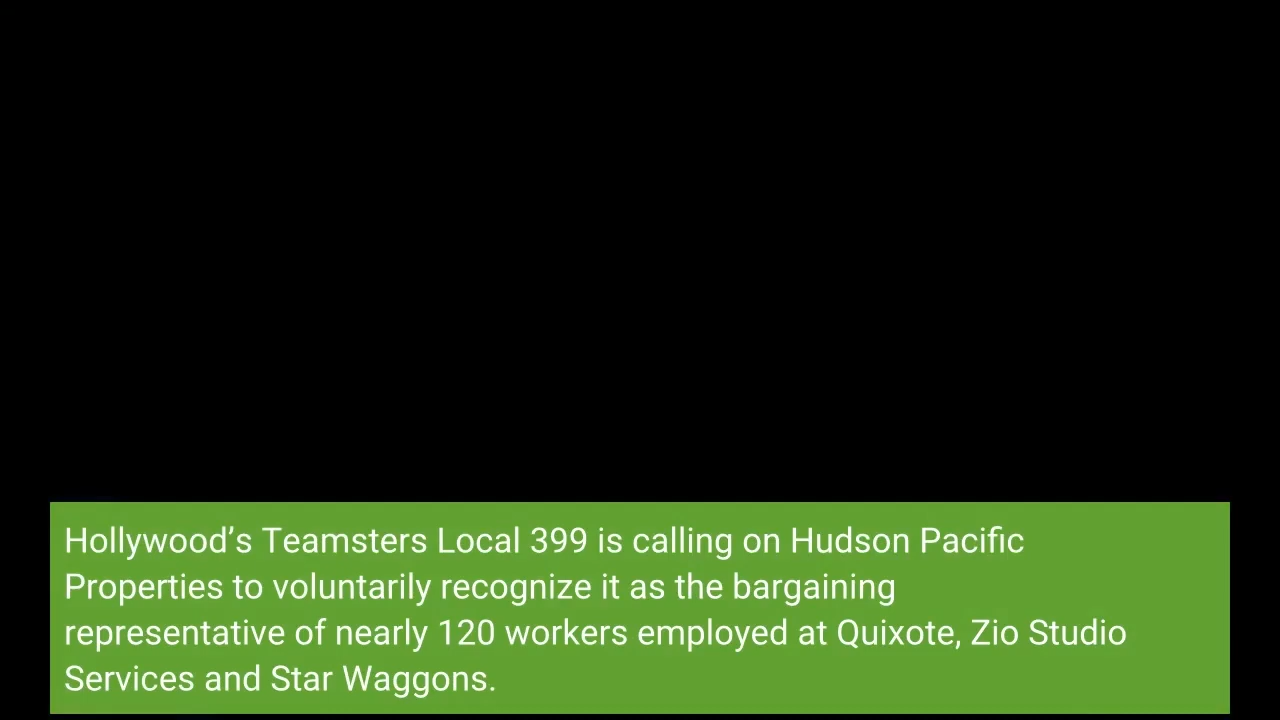 Hollywood’s Teamsters Local 399 is calling on Hudson Pacific
Properties to voluntarily recognize it as the bargaining
representative of nearly 120 workers employed at Quixote, Zio Studio
Services and Star Waggons.